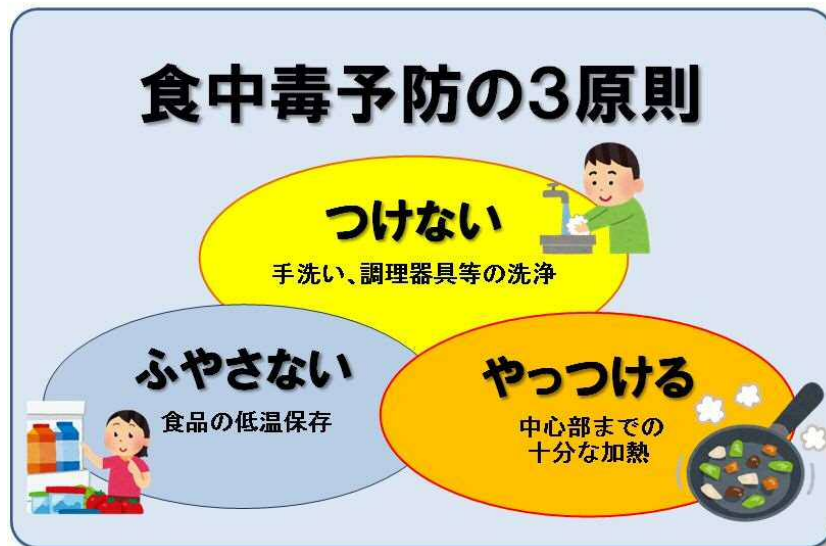 食中毒予防の3原則
つけない
手洗い、調理器具等の洗浄
ふやさない
食品の低温保存
やっつける
中心部までの
十分な加熱